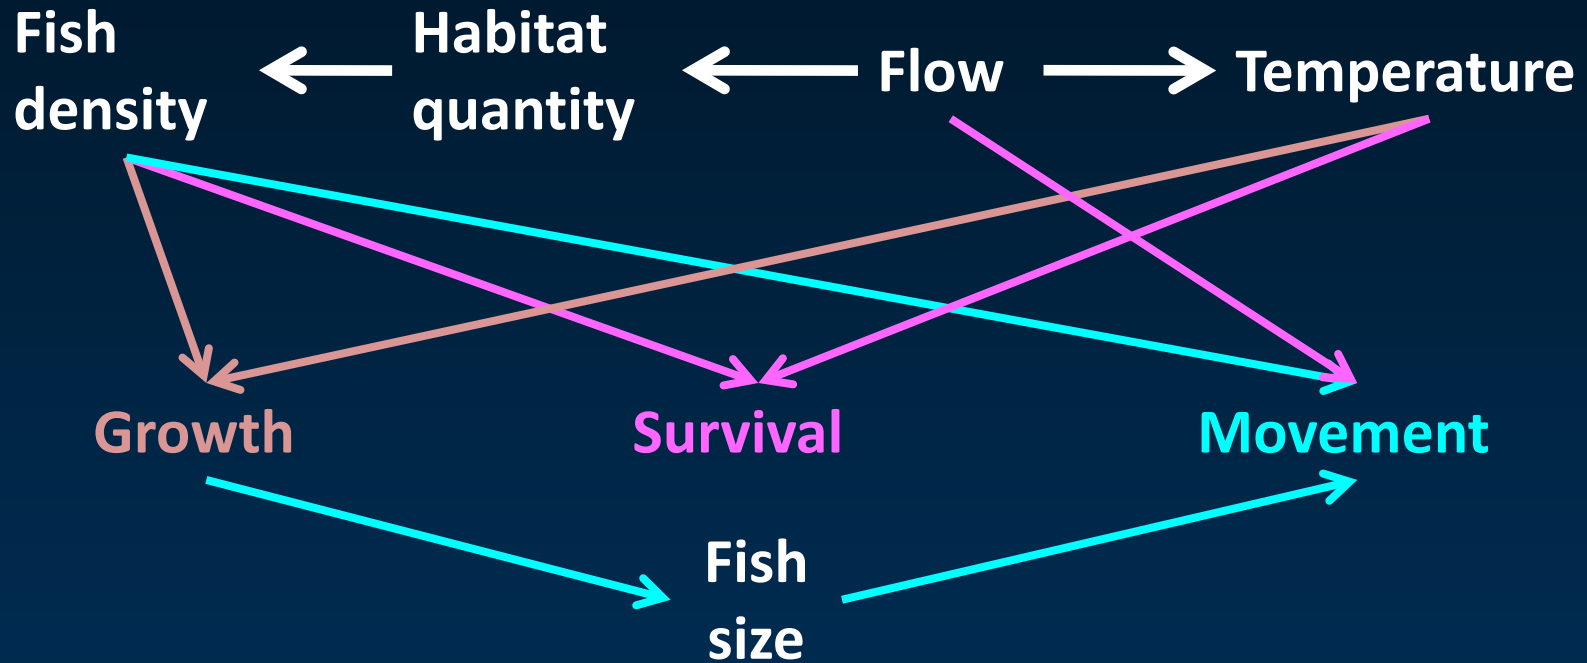 Fish
density
Habitat
quantity
Flow
Temperature
Growth
Survival
Movement
Fish
size